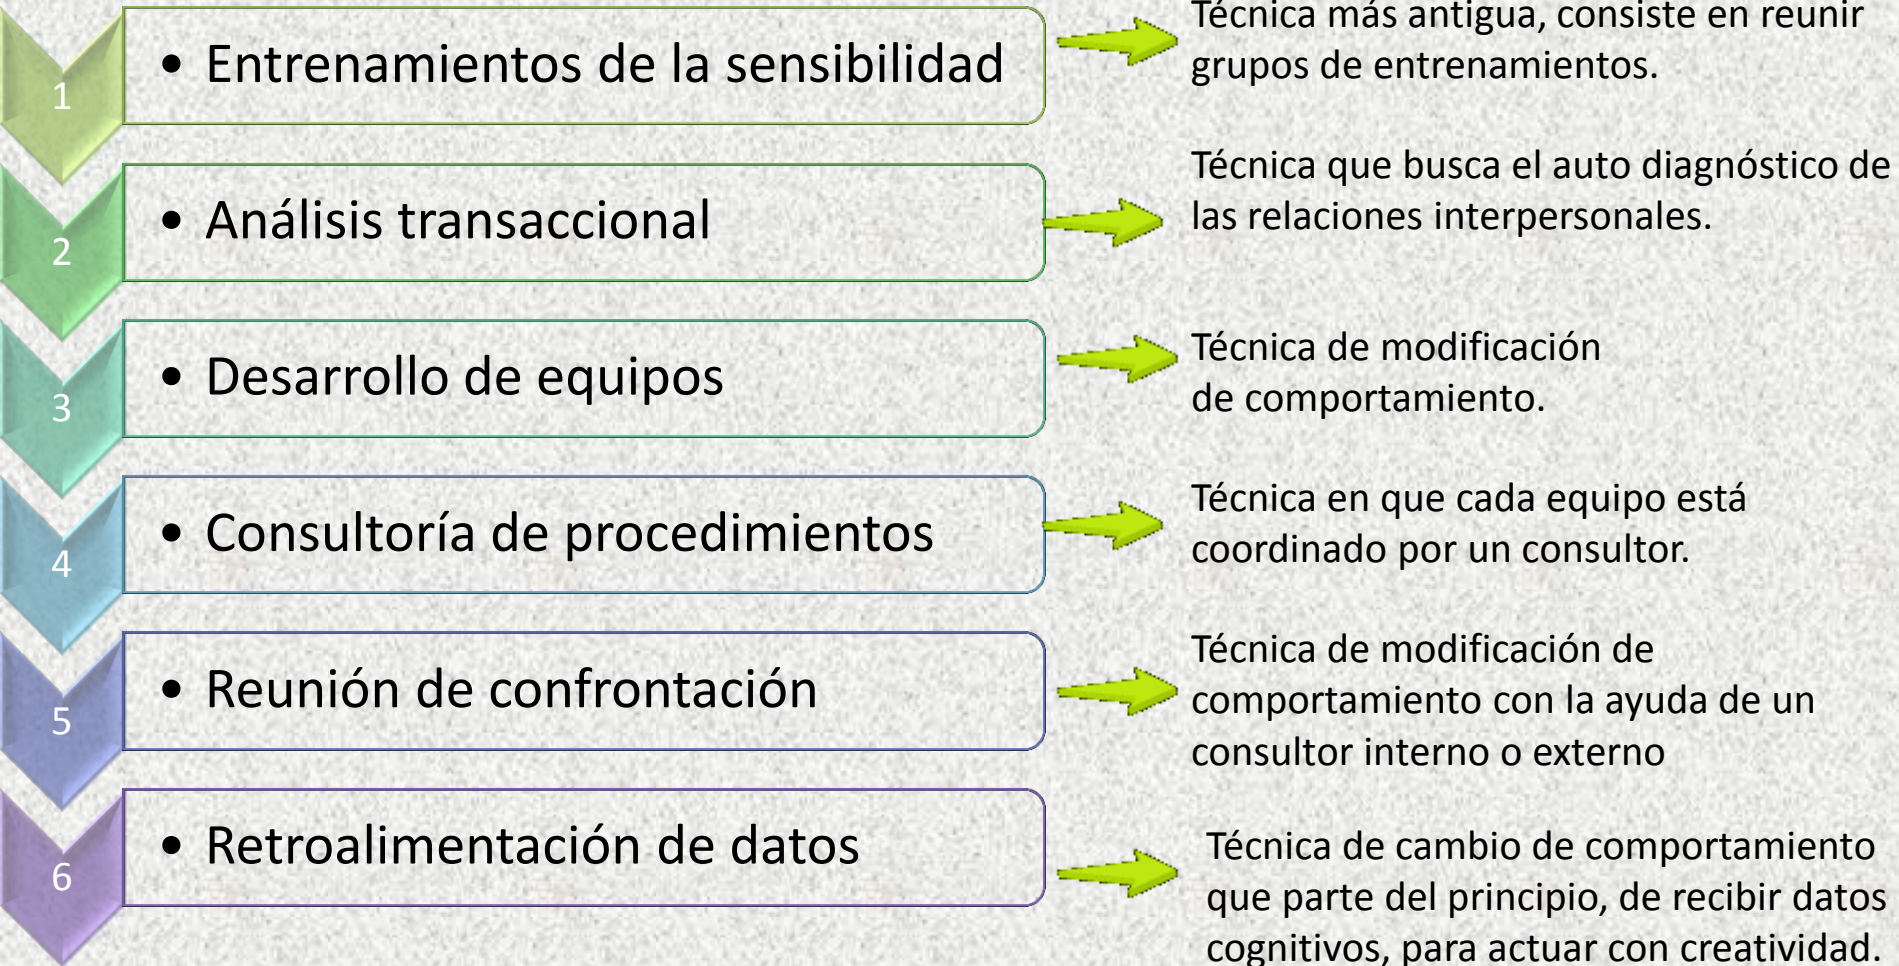 1
• Entrenamientos de la sensibilidad
Técnica más antigua, consiste en reunir
grupos de entrenamientos.
2
• Análisis transaccional
Técnica que busca el auto diagnóstico de
las relaciones interpersonales.
3
• Desarrollo de equipos
Técnica de modificación
de comportamiento.
4
• Consultoría de procedimientos
Técnica en que cada equipo está
coordinado por un consultor.
5
• Reunión de confrontación
Técnica de modificación de
comportamiento con la ayuda de un
consultor interno o externo
6
• Retroalimentación de datos
Técnica de cambio de comportamiento
que parte del principio, de recibir datos
cognitivos, para actuar con creatividad.